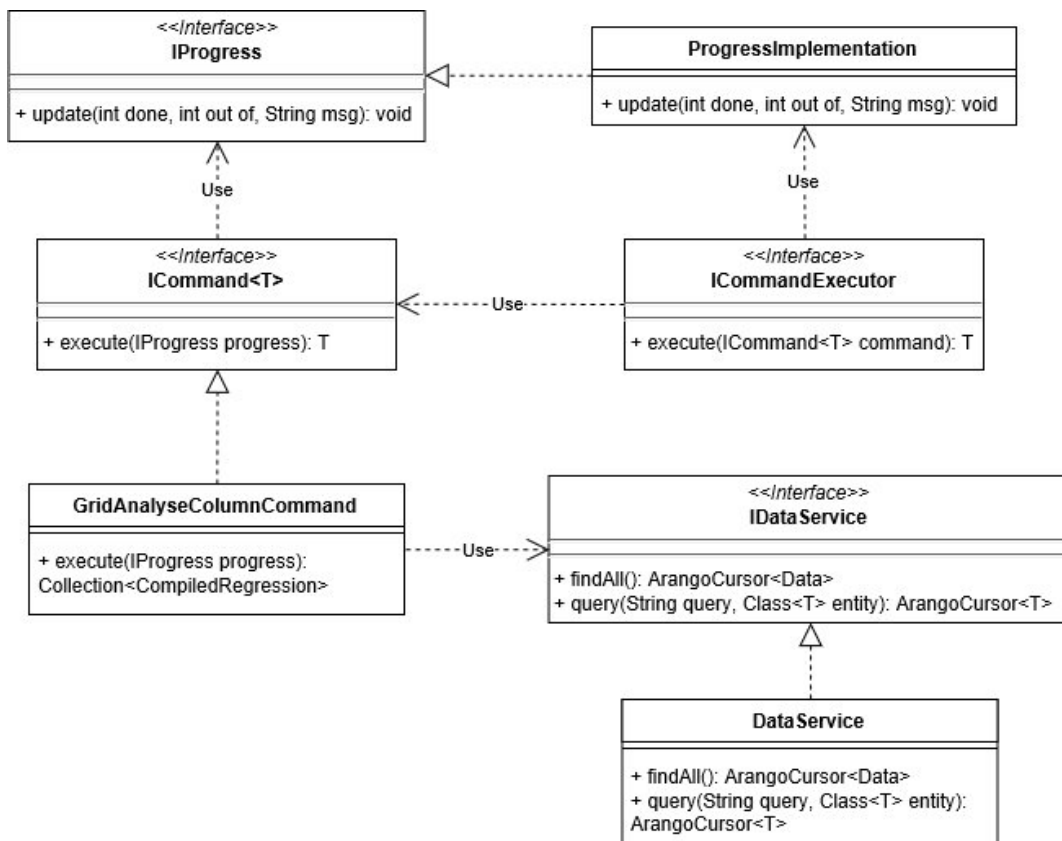 <<Interface>>
IProgress
+ update(int done, int out of, String msg): void
ProgressImplementation
+ update(int done, int out of, String msg): void
Use
Use
<<Interface>>
ICommand<T>
+ execute(IProgress progress): T
Use
<<Interface>>
ICommandExecutor
+ execute(ICommand<T> command): T
GridAnalyseColumnCommand
+ execute(IProgress progress):
Collection<CompiledRegression>
Use
<<Interface>>
IDataService
+ findAll(): ArangoCursor<Data>
+ query(String query, Class<T> entity): ArangoCursor<T>
DataService
+ findAll(): ArangoCursor<Data>
+ query(String query, Class<T> entity):
ArangoCursor<T>